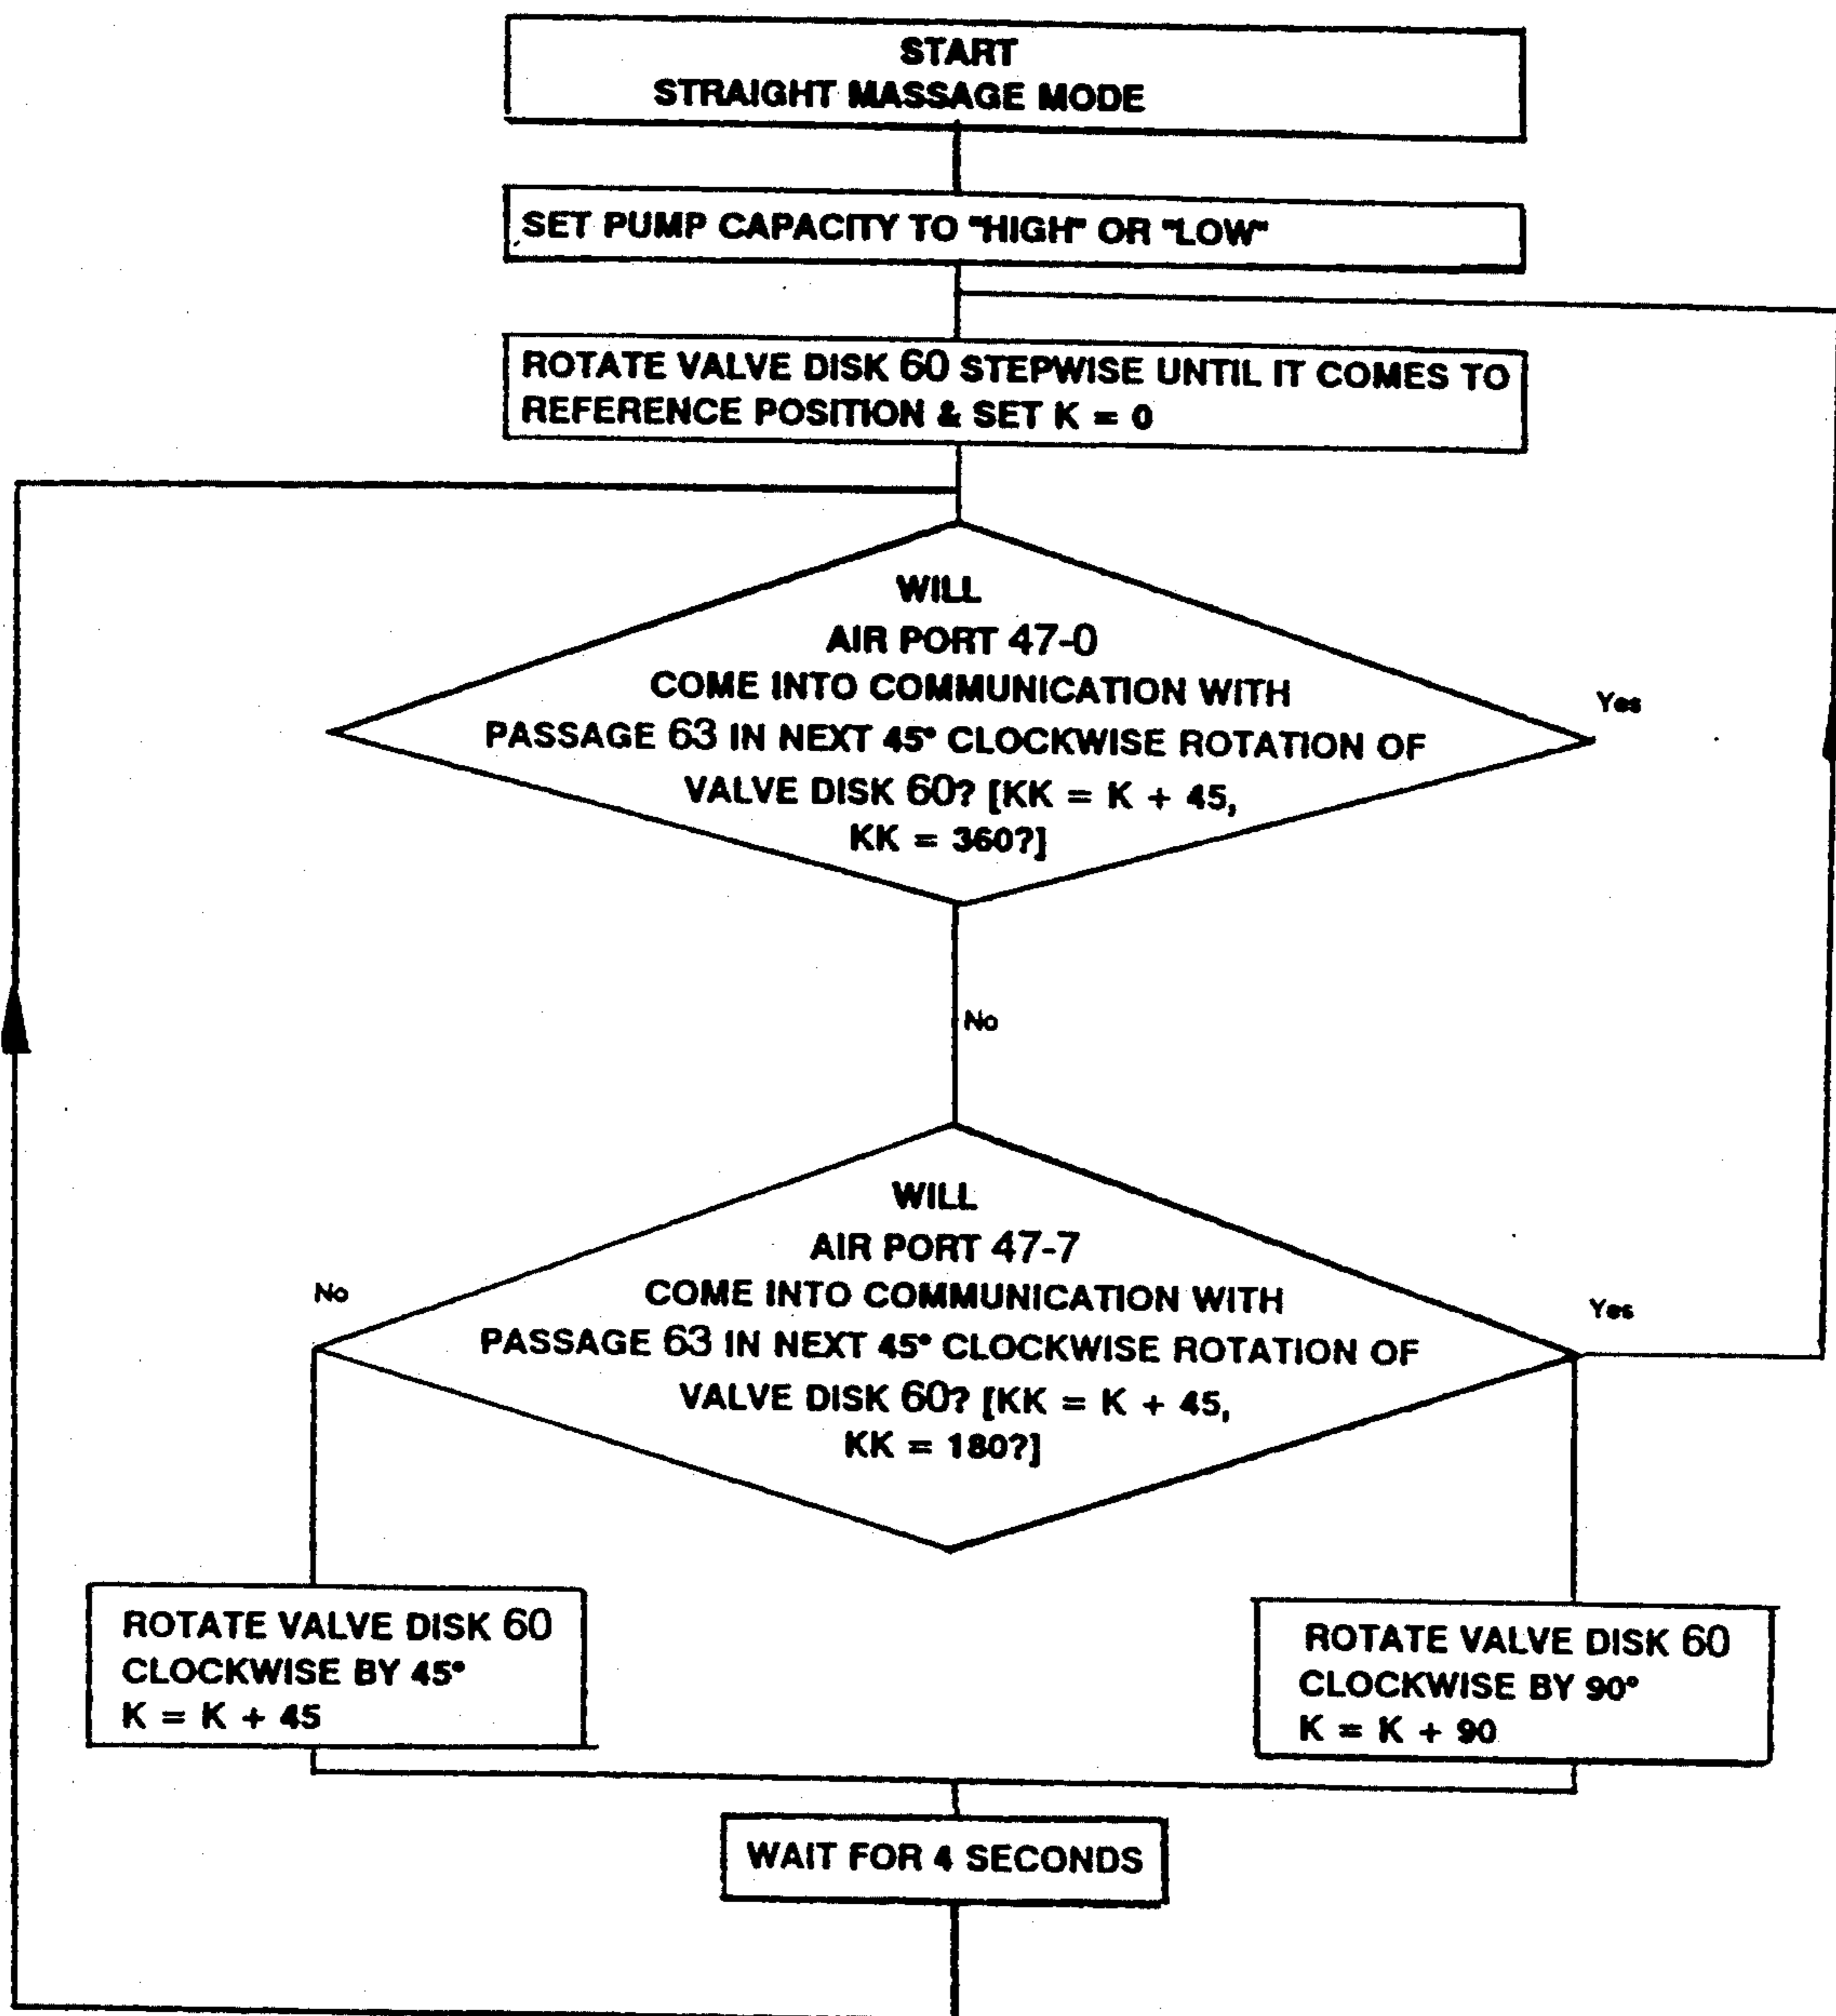 START
STRAIGHT MASSAGE MODE
SET PUMP CAPACITY TO "HIGH" OR "LOW"
ROTATE VALVE DISK 60 STEPWISE UNTIL IT COMES TO
REFERENCE POSITION & SET K = 0
WILL
AIR PORT 47-0
COME INTO COMMUNICATION WITH
PASSAGE 63 IN NEXT 45° CLOCKWISE ROTATION OF
VALVE DISK 60? [KK = K + 45,
KK = 360?]
Yes
No
WILL
AIR PORT 47-7
COME INTO COMMUNICATION WITH
PASSAGE 63 IN NEXT 45° CLOCKWISE ROTATION OF
VALVE DISK 60? [KK = K + 45,
KK = 180?]
No
Yes
ROTATE VALVE DISK 60
CLOCKWISE BY 45°
K = K + 45
ROTATE VALVE DISK 60
CLOCKWISE BY 90°
K = K + 90
WAIT FOR 4 SECONDS